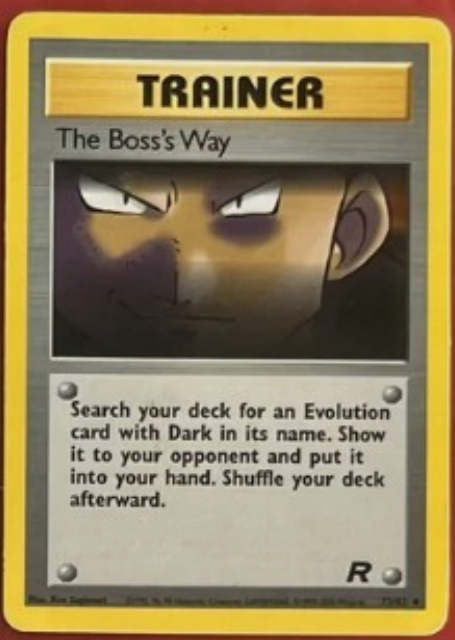 TRAINER
The Boss's Way
Search your deck for an Evolution
card with Dark in its name. Show
it to your opponent and put it
into your hand. Shuffle your deck
afterward.
R